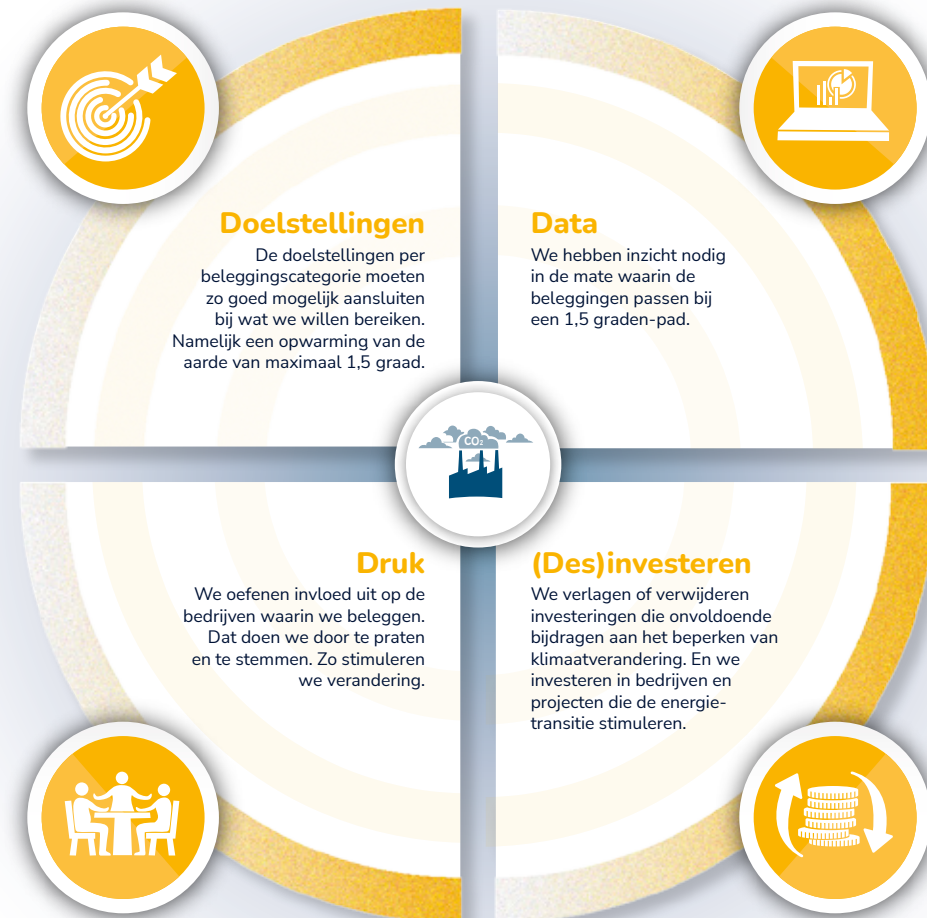 Doelstellingen
De doelstellingen per
beleggingscategorie moeten
zo goed mogelijk aansluiten
bij wat we willen bereiken.
Namelijk een opwarming van de
aarde van maximaal 1,5 graad.
Data
We hebben inzicht nodig
in de mate waarin de
beleggingen passen bij
een 1,5 graden-pad.
CO₂
Druk
We oefenen invloed uit op de
bedrijven waarin we beleggen.
Dat doen we door te praten
en te stemmen. Zo stimuleren
we verandering.
(Des)investeren
We verlagen of verwijderen
investeringen die onvoldoende
bijdragen aan het beperken van
klimaatverandering. En we
investeren in bedrijven en
projecten die de energie-
transitie stimuleren.